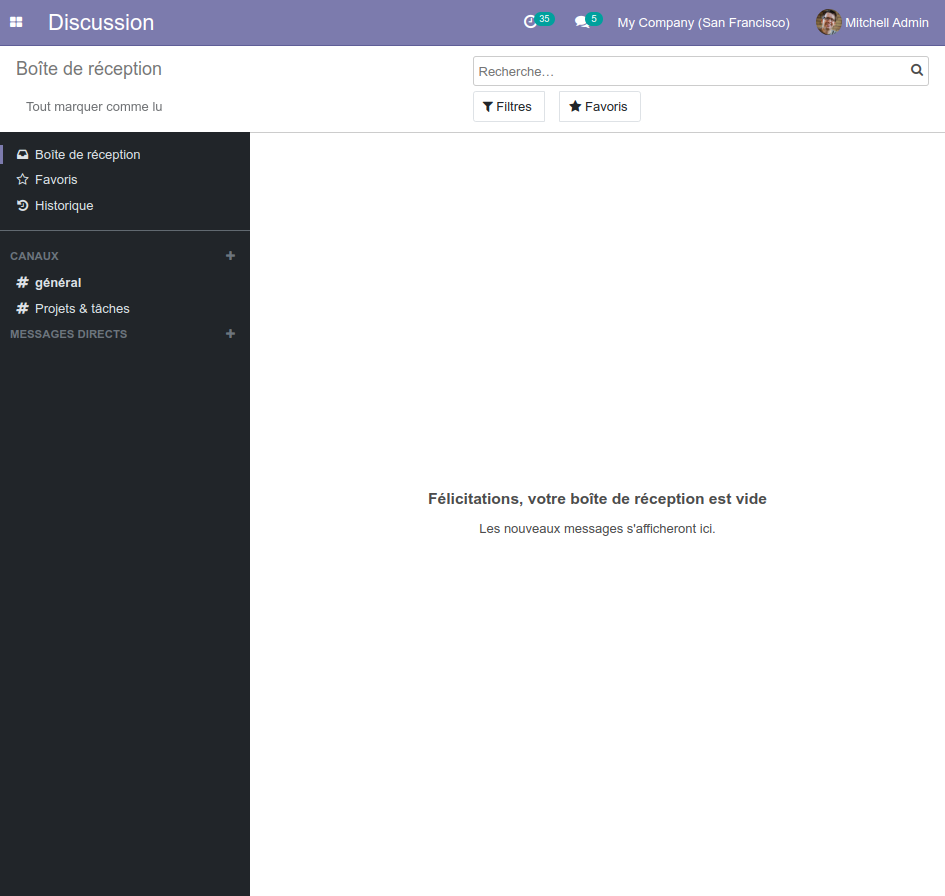 Discussion
35
5
My Company (San Francisco)
Mitchell Admin
Boîte de réception
Recherche…
Tout marquer comme lu
Filtres
Favoris
Boîte de réception
Favoris
Historique
CANAUX
# général
# Projets & tâches
MESSAGES DIRECTS
Félicitations, votre boîte de réception est vide
Les nouveaux messages s'afficheront ici.